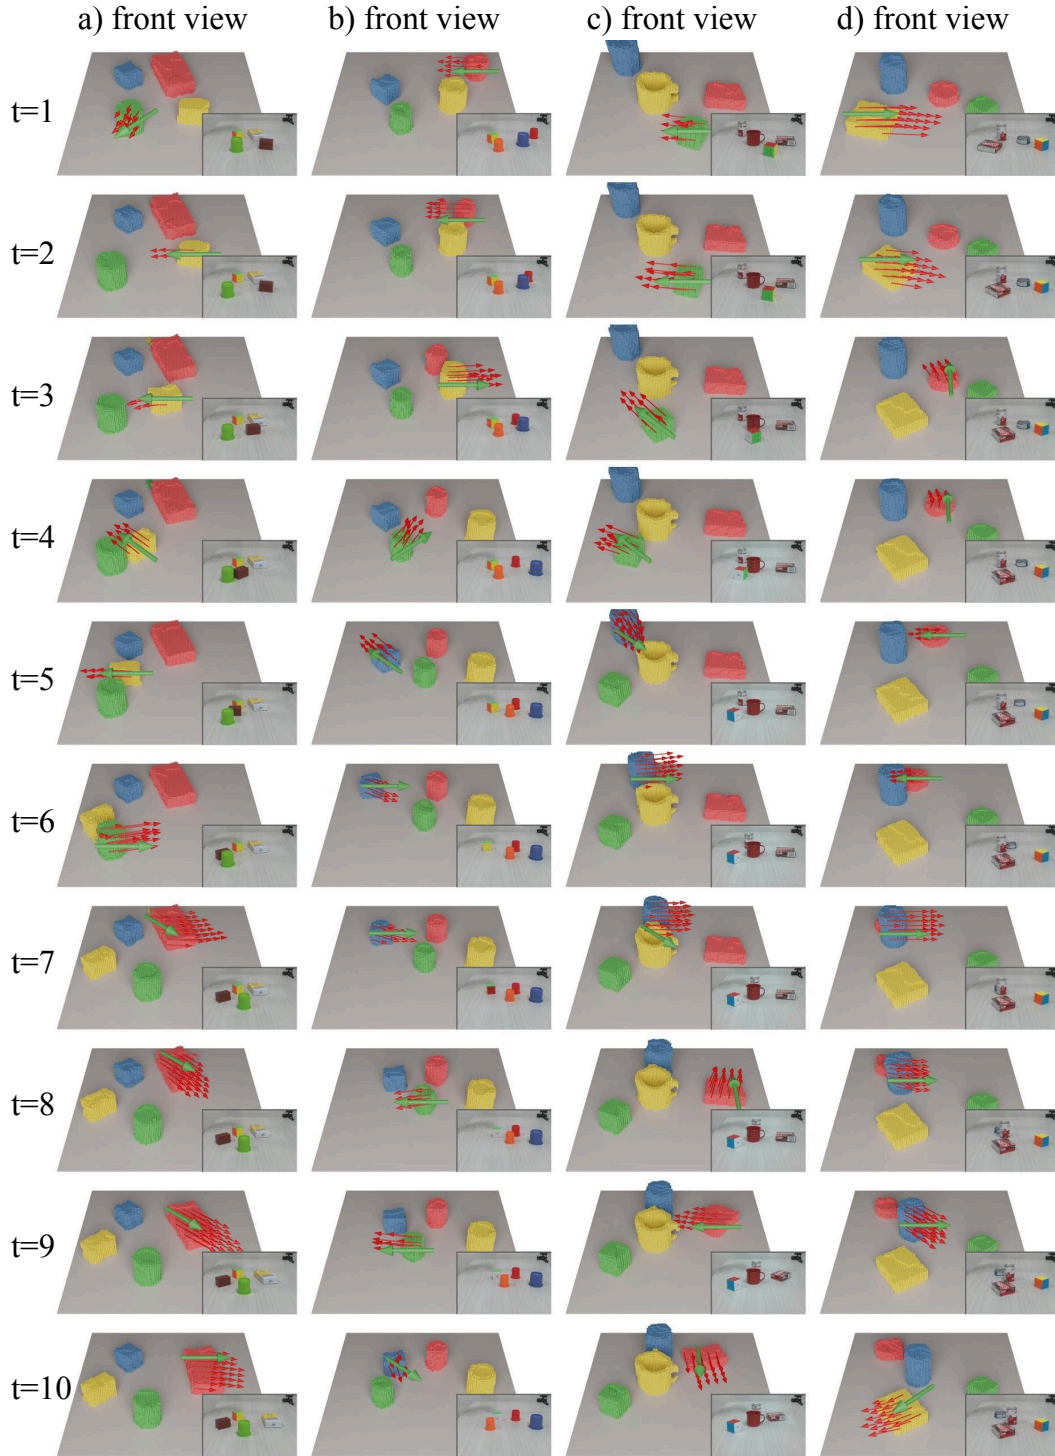 a) front view b) front view c) front view d) front view
t=1
t=2
t=3
t=4
t=5
t=6
t=7
t=8
t=9
t=10